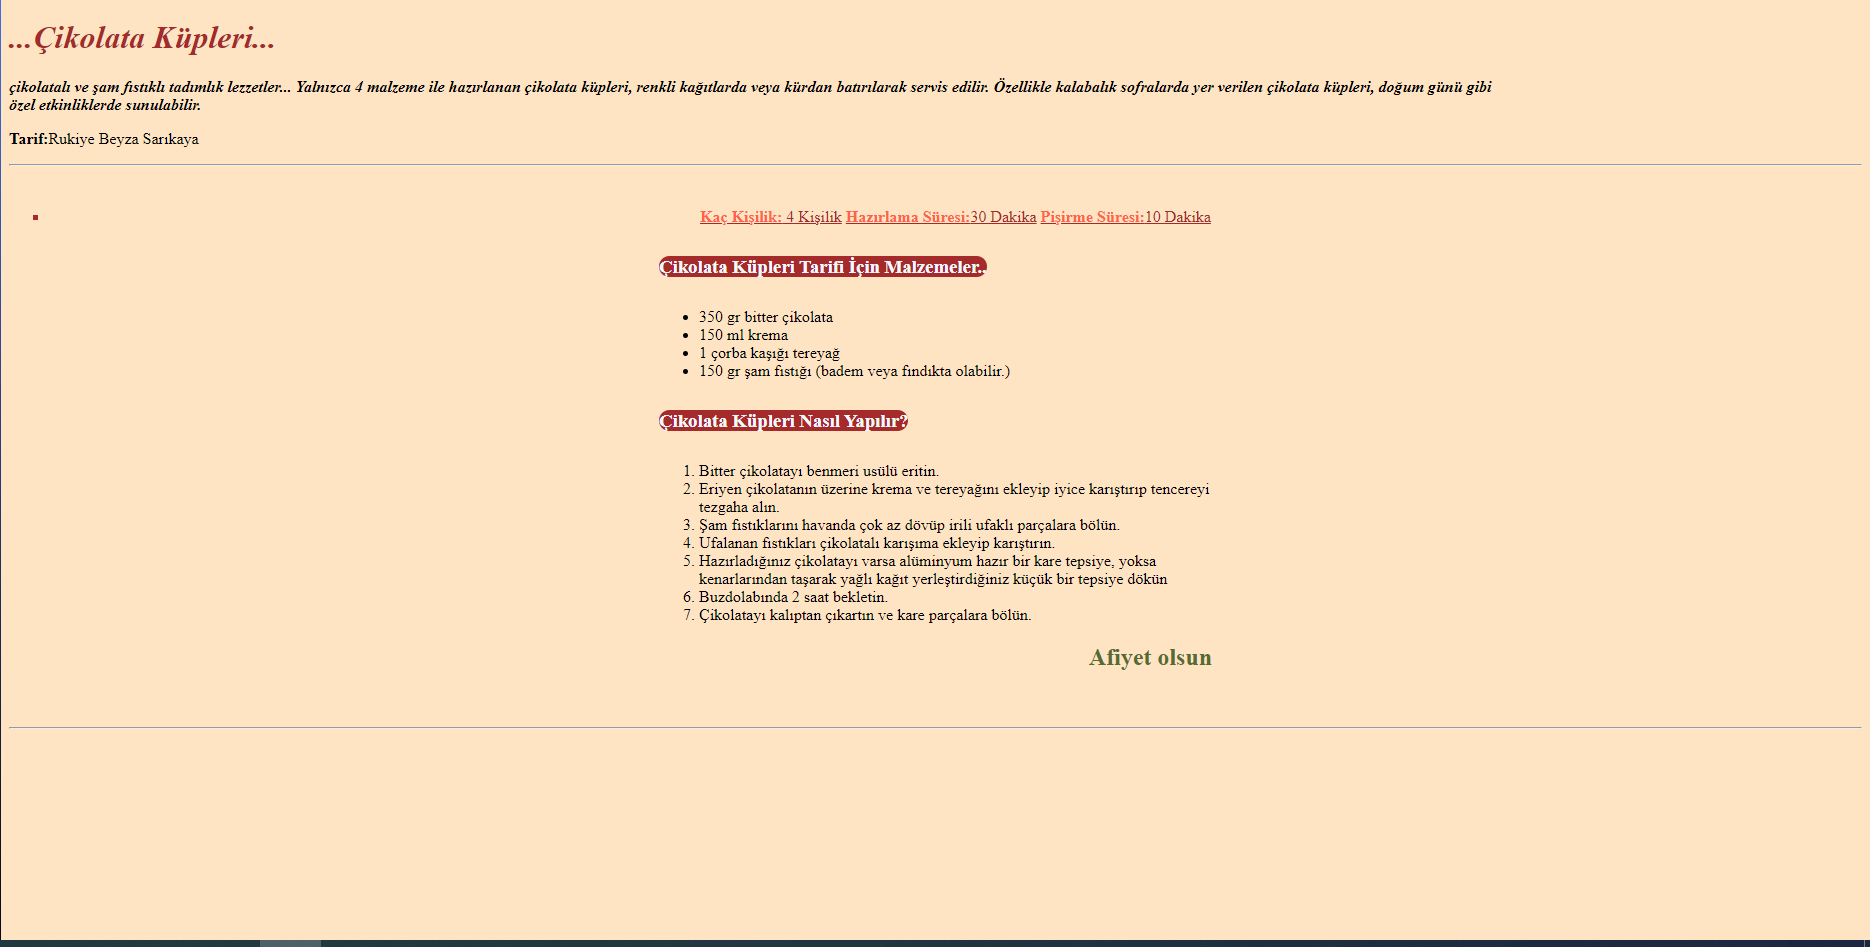 ...Çikolata Küpleri...
çikolatalı ve şam fıstıklı tadımlık lezzetler... Yalnızca 4 malzeme ile hazırlanan çikolata küpleri, renkli kağıtlarda veya kürdan batırılarak servis edilir. Özellikle kalabalık sofralarda yer verilen çikolata küpleri, doğum günü gibi
özel etkinliklerde sunulabilir.
Tarif:Rukiye Beyza Sarıkaya
Kaç Kişilik: 4 Kişilik Hazırlama Süresi:30 Dakika Pişirme Süresi:10 Dakika
Çikolata Küpleri Tarifi İçin Malzemeler..
350 gr bitter çikolata
150 ml krema
1 çorba kaşığı tereyağ
150 gr şam fıstığı (badem veya fındıkta olabilir.)
Çikolata Küpleri Nasıl Yapılır?
1. Bitter çikolatayı benmeri usülü eritin.
2. Eriyen çikolatanın üzerine krema ve tereyağını ekleyip iyice karıştırıp tencereyi
tezgaha alın.
3. Şam fıstıklarını havanda çok az dövüp irili ufaklı parçalara bölün.
4. Ufalanan fıstıkları çikolatalı karışıma ekleyip karıştırın.
5. Hazırladığınız çikolatayı varsa alüminyum hazır bir kare tepsiye, yoksa
kenarlarından taşarak yağlı kağıt yerleştirdiğiniz küçük bir tepsiye dökün
6. Buzdolabında 2 saat bekletin.
7. Çikolatayı kalıptan çıkartın ve kare parçalara bölün.
Afiyet olsun